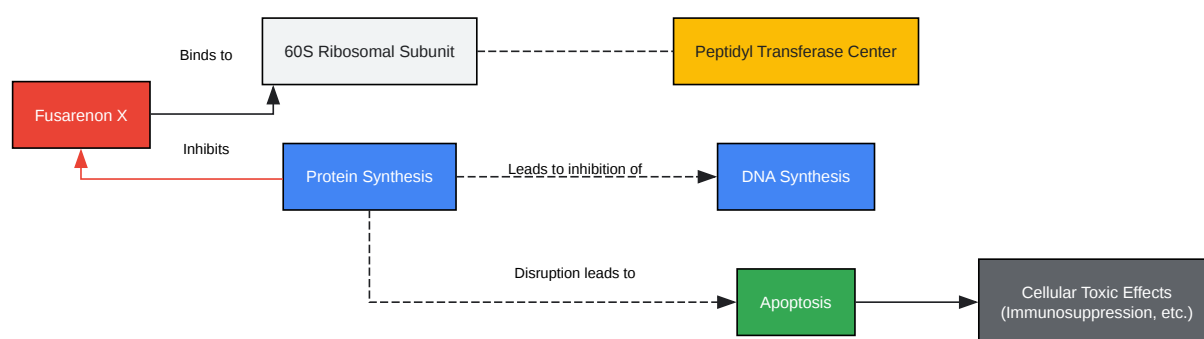 Binds to
60S Ribosomal Subunit
Peptidyl Transferase Center
Fusarenon X
Inhibits
Protein Synthesis
Leads to inhibition of
DNA Synthesis
Disruption leads to
Apoptosis
Cellular Toxic Effects
(Immunosuppression, etc.)